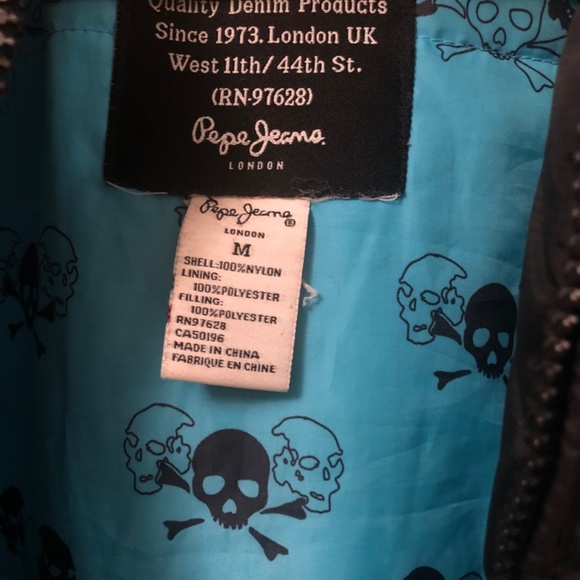 Quality Denim Products
Since 1973. London UK
West 11th/44th St.
(RN-97628)
Pepe Jeans
LONDON
Pepe Jeans®
LONDON
M
SHELL:100%NYLON
LINING:
100%POLYESTER
FILLING:
100%POLYESTER
RN97628
CA50196
MADE IN CHINA
FABRIQUE EN CHINE